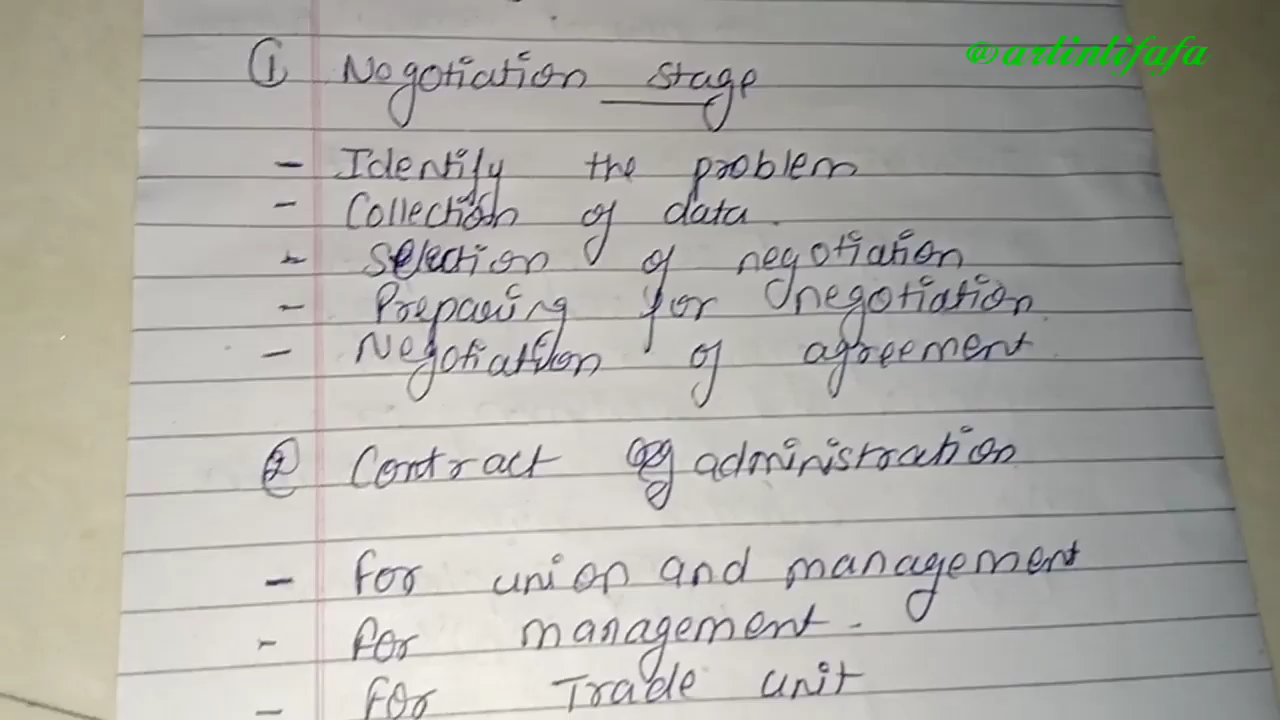 @artinlifafa
① Negotiation stage
- Identify the problem
- Collection of data.
- Selection of negotiation
- Preparing for negotiation
- Negotiation of agreement
② Contract administration
- for union and management
- for management.
- for Trade unit